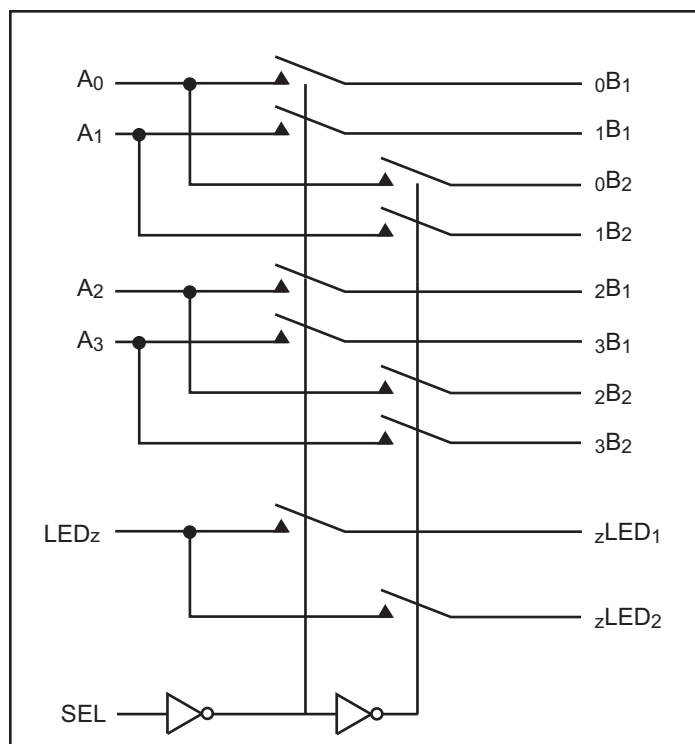 A0 0B1
A1 1B1
0B2
1B2
A2 2B1
A3 3B1
2B2
3B2
LEDz zLED1
zLED2
SEL